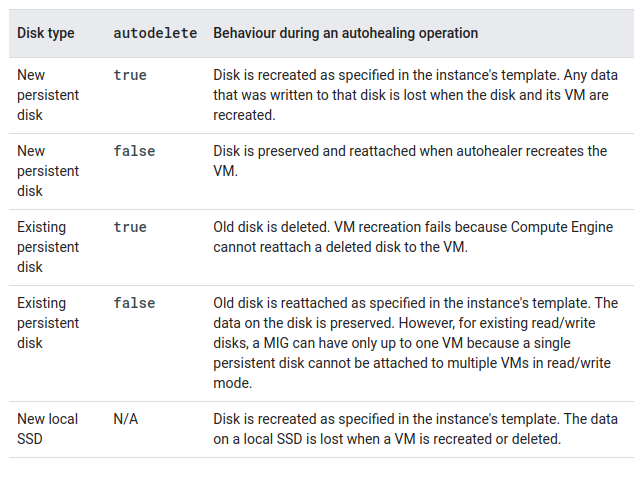 Disk type autodelete Behaviour during an autohealing operation
New persistent disk true Disk is recreated as specified in the instance's template. Any data
that was written to that disk is lost when the disk and its VM are
recreated.
New persistent disk false Disk is preserved and reattached when autohealer recreates the
VM.
Existing persistent disk true Old disk is deleted. VM recreation fails because Compute Engine
cannot reattach a deleted disk to the VM.
Existing persistent disk false Old disk is reattached as specified in the instance's template. The
data on the disk is preserved. However, for existing read/write
disks, a MIG can have only up to one VM because a single
persistent disk cannot be attached to multiple VMs in read/write
mode.
New local SSD N/A Disk is recreated as specified in the instance's template. The data
on a local SSD is lost when a VM is recreated or deleted.